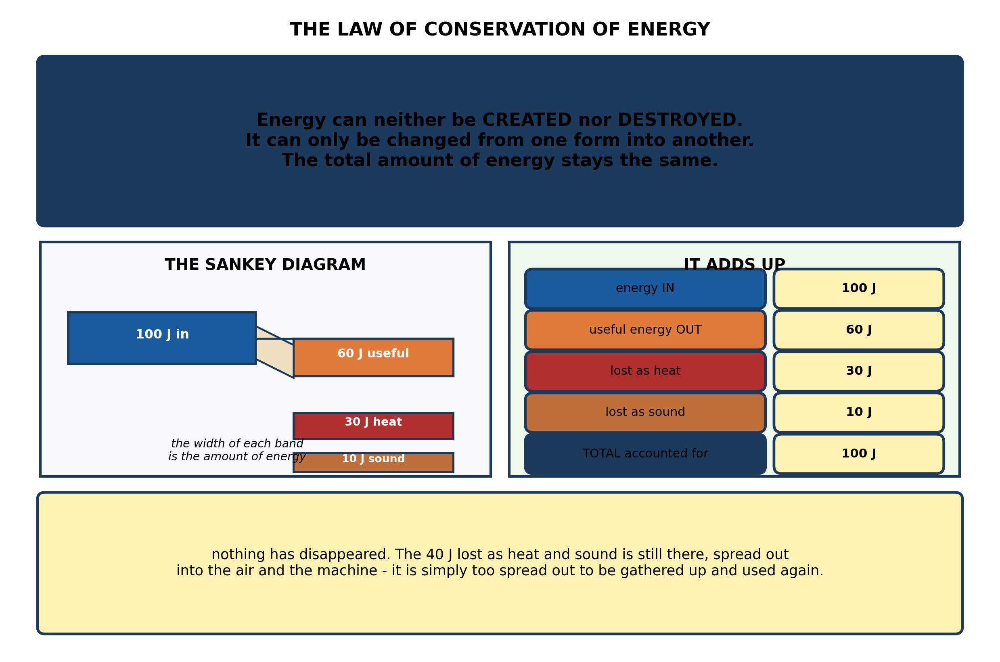 THE LAW OF CONSERVATION OF ENERGY
Energy can neither be CREATED nor DESTROYED.
It can only be changed from one form into another.
The total amount of energy stays the same.
THE SANKEY DIAGRAM
100 J in
60 J useful
30 J heat
the width of each band
is the amount of energy
10 J sound
IT ADDS UP
energy IN 100 J
useful energy OUT 60 J
lost as heat 30 J
lost as sound 10 J
TOTAL accounted for 100 J
nothing has disappeared. The 40 J lost as heat and sound is still there, spread out
into the air and the machine - it is simply too spread out to be gathered up and used again.